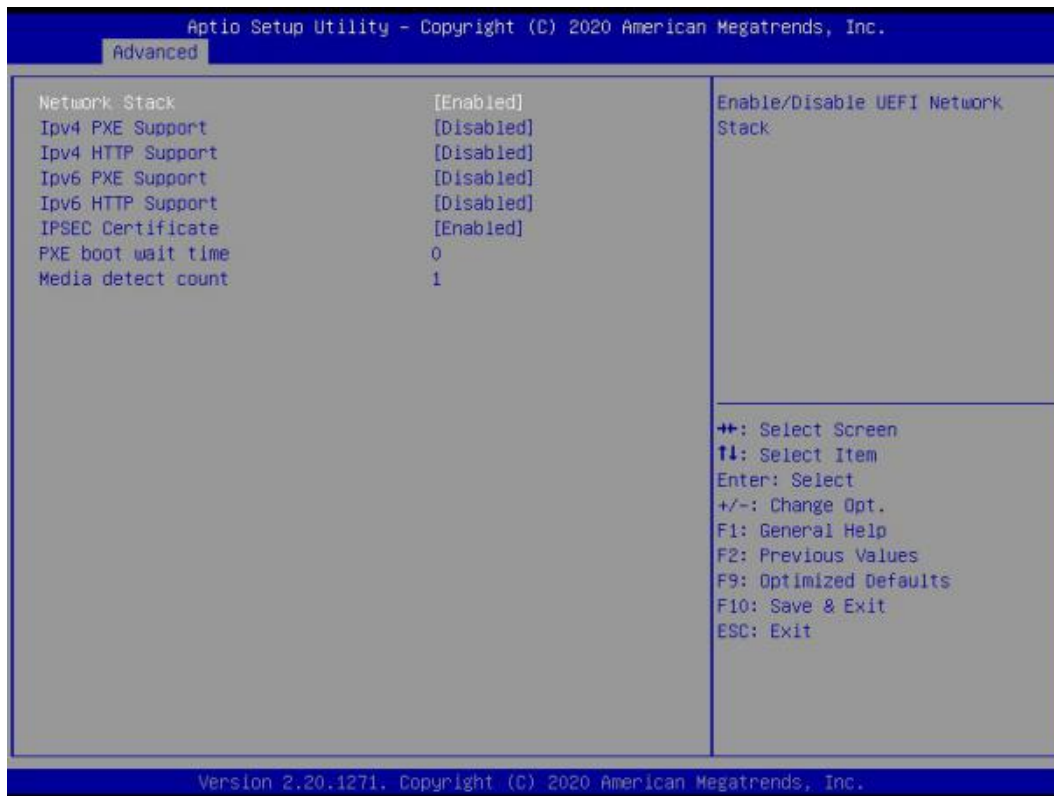 Aptio Setup Utility – Copyright (C) 2020 American Megatrends, Inc.
Advanced
Network Stack [Enabled]
Ipv4 PXE Support [Disabled]
Ipv4 HTTP Support [Disabled]
Ipv6 PXE Support [Disabled]
Ipv6 HTTP Support [Disabled]
IPSEC Certificate [Enabled]
PXE boot wait time 0
Media detect count 1
Enable/Disable UEFI Network
Stack
→←: Select Screen
↑↓: Select Item
Enter: Select
+/-: Change Opt.
F1: General Help
F2: Previous Values
F9: Optimized Defaults
F10: Save & Exit
ESC: Exit
Version 2.20.1271. Copyright (C) 2020 American Megatrends, Inc.